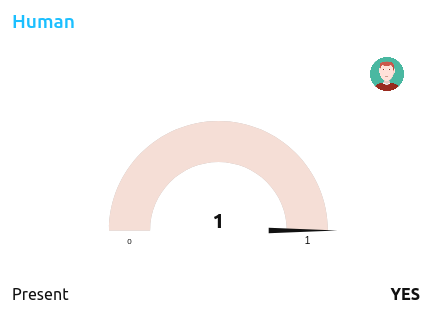 Human
1
0 1
Present YES